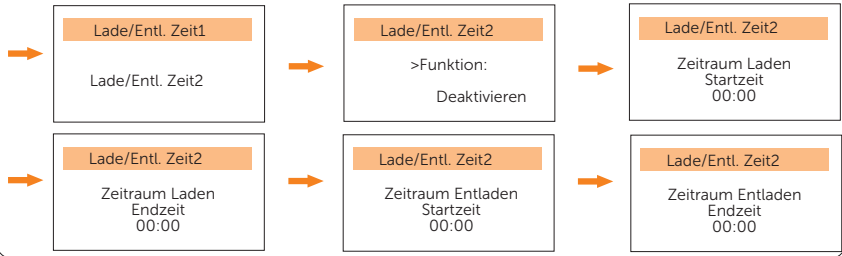 Lade/Entl. Zeit1
Lade/Entl. Zeit2
Lade/Entl. Zeit2
>Funktion:
Deaktivieren
Lade/Entl. Zeit2
Zeitraum Laden
Startzeit
00:00
Lade/Entl. Zeit2
Zeitraum Laden
Endzeit
00:00
Lade/Entl. Zeit2
Zeitraum Entladen
Startzeit
00:00
Lade/Entl. Zeit2
Zeitraum Entladen
Endzeit
00:00